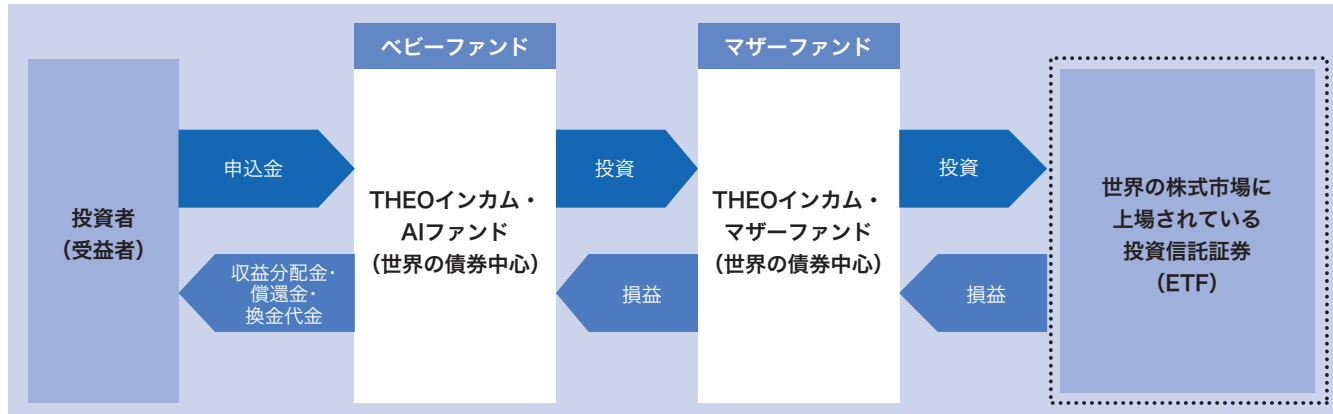 投資者
（受益者）
申込金
収益分配金・
償還金・
換金代金
ベビーファンド
THEOインカム・
AIファンド
（世界の債券中心）
投資
損益
マザーファンド
THEOインカム・
マザーファンド
（世界の債券中心）
投資
損益
世界の株式市場に
上場されている
投資信託証券
（ETF）